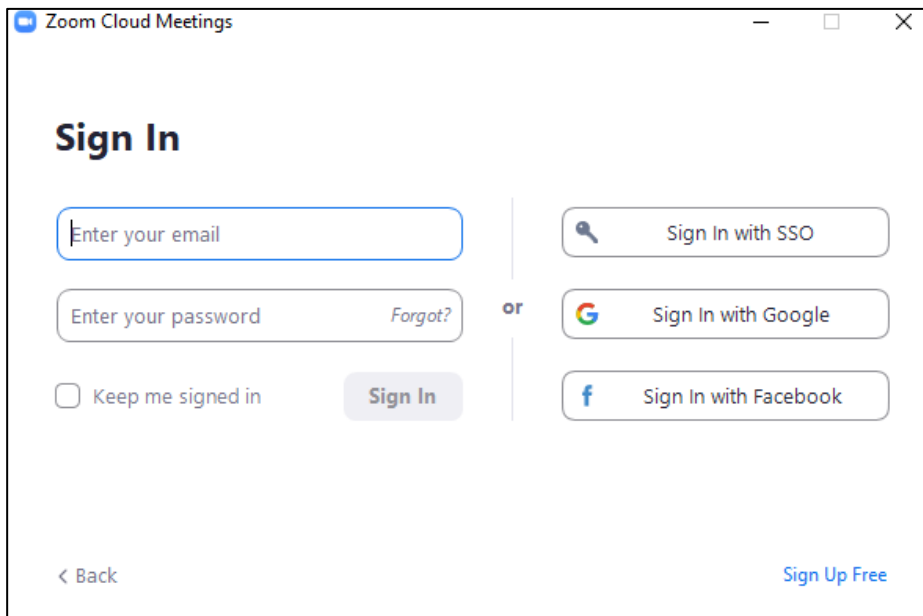 Zoom Cloud Meetings
Sign In
Enter your email
Enter your password
Forgot?
Keep me signed in
Sign In
or
Sign In with SSO
Sign In with Google
Sign In with Facebook
Back
Sign Up Free